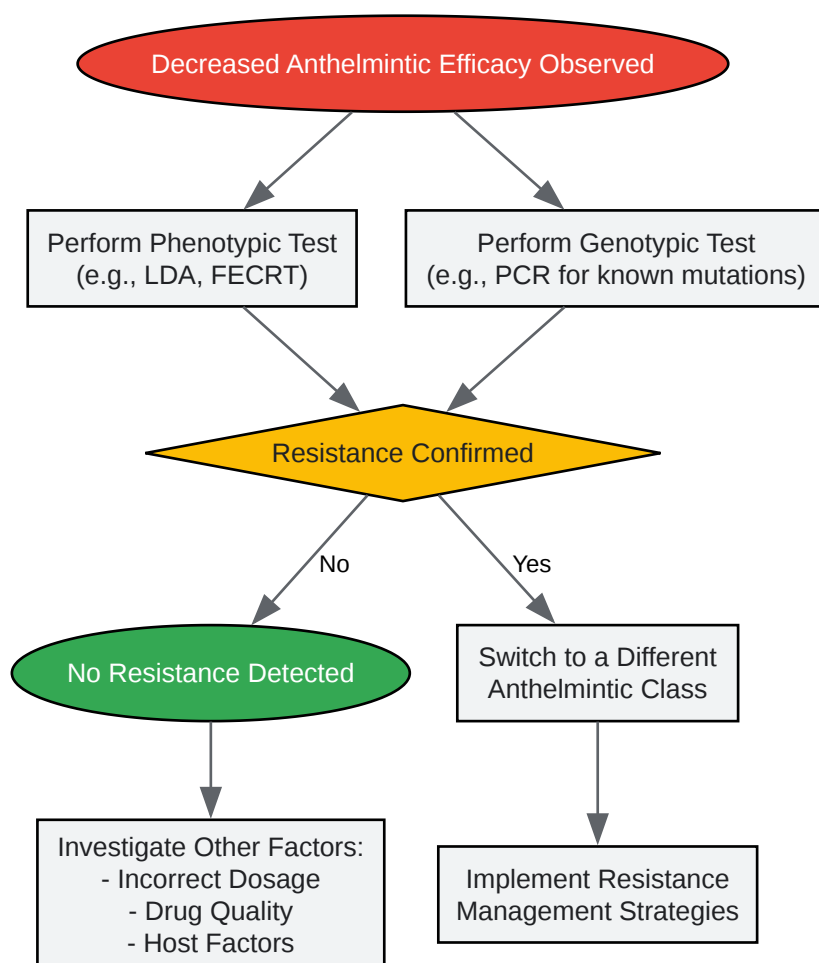 Decreased Anthelmintic Efficacy Observed
Perform Phenotypic Test
(e.g., LDA, FECRT)
Perform Genotypic Test
(e.g., PCR for known mutations)
Resistance Confirmed
No
Yes
No Resistance Detected
Switch to a Different
Anthelmintic Class
Investigate Other Factors:
- Incorrect Dosage
- Drug Quality
- Host Factors
Implement Resistance
Management Strategies